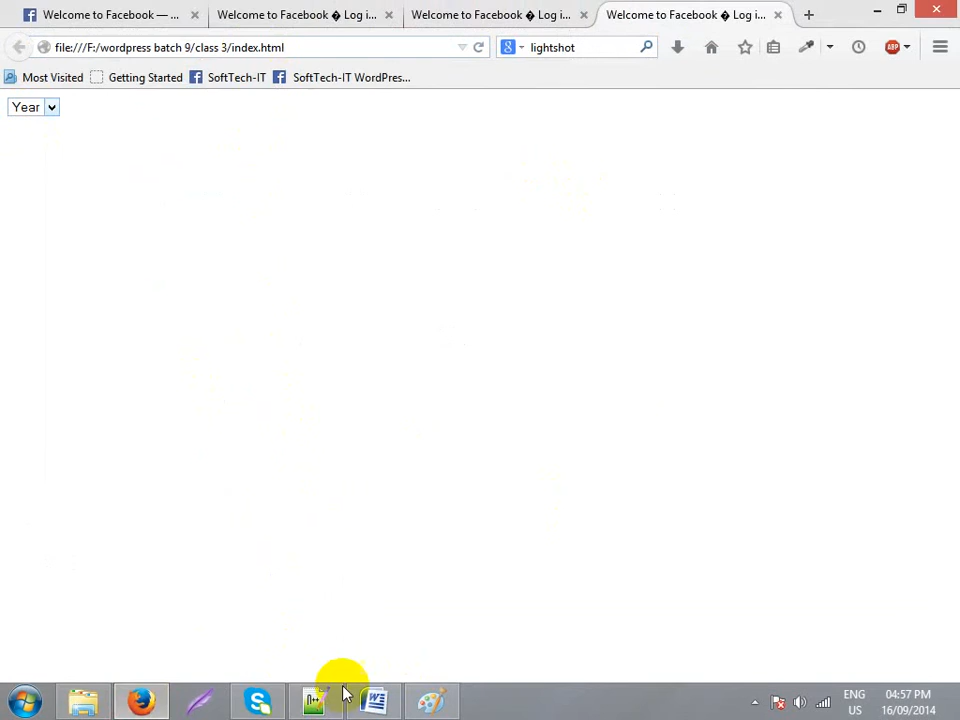 Welcome to Facebook — ... Welcome to Facebook � Log i... Welcome to Facebook � Log i... Welcome to Facebook � Log i...
file:///F:/wordpress batch 9/class 3/index.html lightshot
Most Visited Getting Started SoftTech-IT SoftTech-IT WordPres...
Year
ENG 04:57 PM
US 16/09/2014